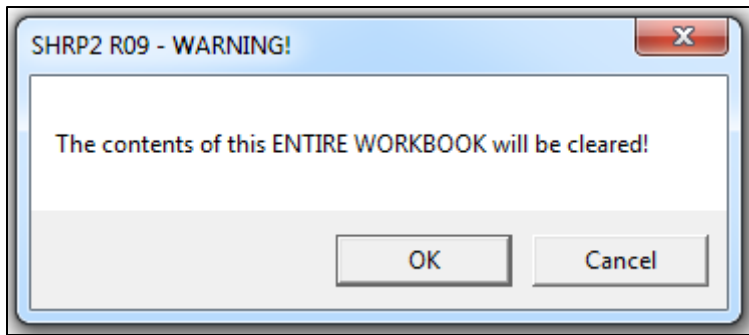 SHRP2 R09 - WARNING!
The contents of this ENTIRE WORKBOOK will be cleared!
OK Cancel